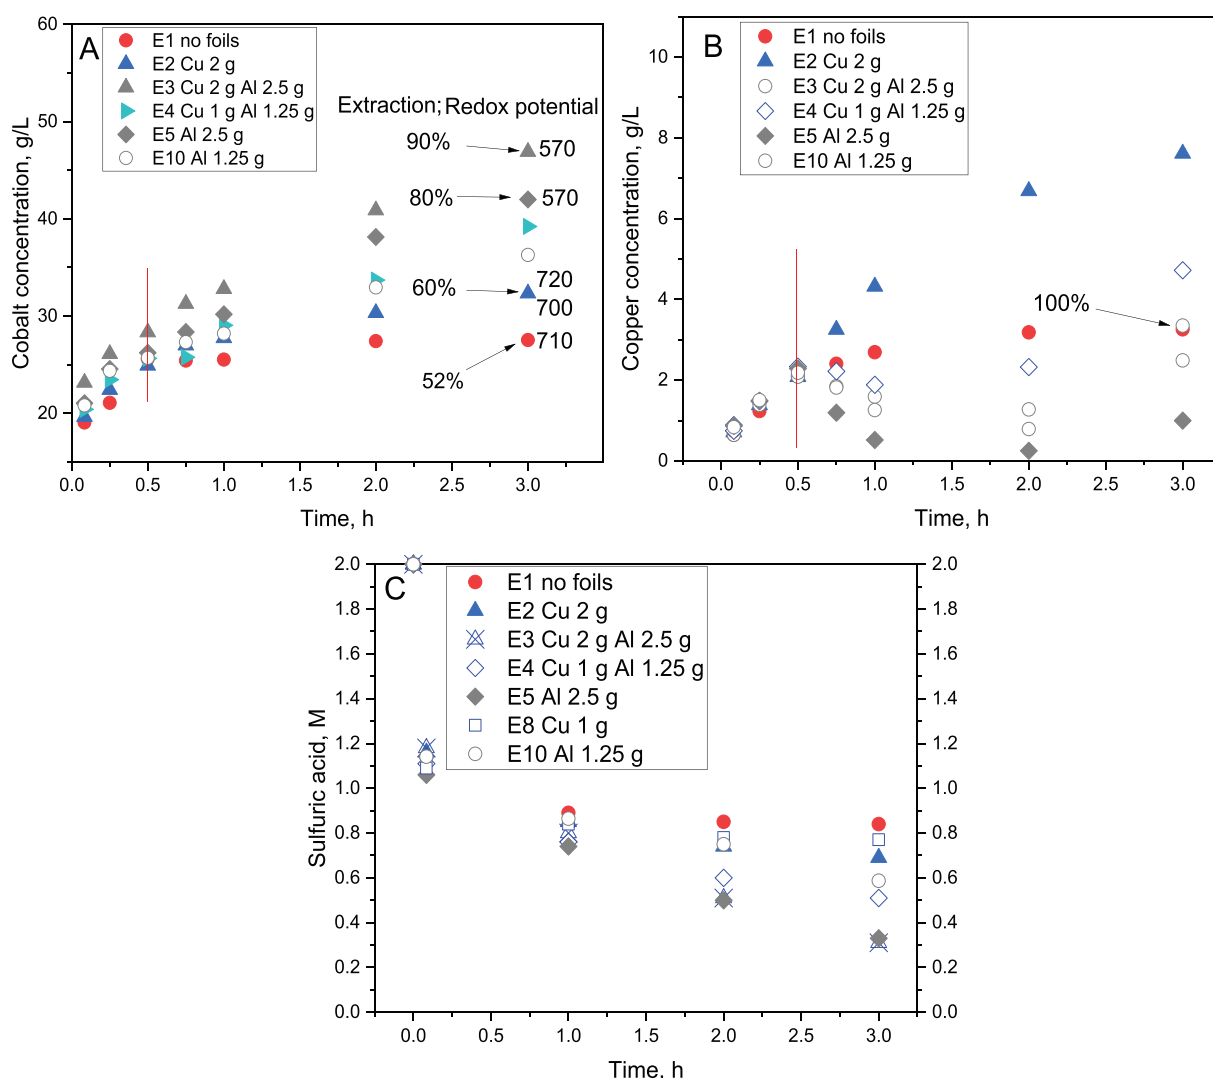 A
E1 no foils
E2 Cu 2 g
E3 Cu 2 g Al 2.5 g
E4 Cu 1 g Al 1.25 g
E5 Al 2.5 g
E10 Al 1.25 g
Extraction; Redox potential
90%
570
80%
570
60%
720
700
710
52%
Cobalt concentration, g/L
60
50
40
30
20
0.0 0.5 1.0 1.5 2.0 2.5 3.0
Time, h
B
E1 no foils
E2 Cu 2 g
E3 Cu 2 g Al 2.5 g
E4 Cu 1 g Al 1.25 g
E5 Al 2.5 g
E10 Al 1.25 g
100%
Copper concentration, g/L
10
8
6
4
2
0
0.0 0.5 1.0 1.5 2.0 2.5 3.0
Time, h
C
E1 no foils
E2 Cu 2 g
E3 Cu 2 g Al 2.5 g
E4 Cu 1 g Al 1.25 g
E5 Al 2.5 g
E8 Cu 1 g
E10 Al 1.25 g
Sulfuric acid, M
2.0 2.0
1.8 1.8
1.6 1.6
1.4 1.4
1.2 1.2
1.0 1.0
0.8 0.8
0.6 0.6
0.4 0.4
0.2 0.2
0.0 0.0
0.0 0.5 1.0 1.5 2.0 2.5 3.0
Time, h